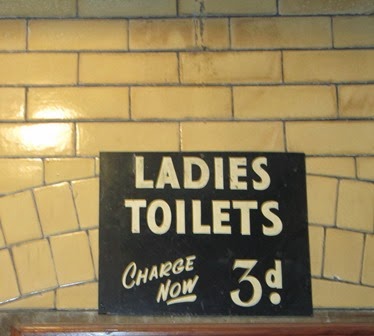 LADIES
TOILETS
CHARGE
NOW
3d.